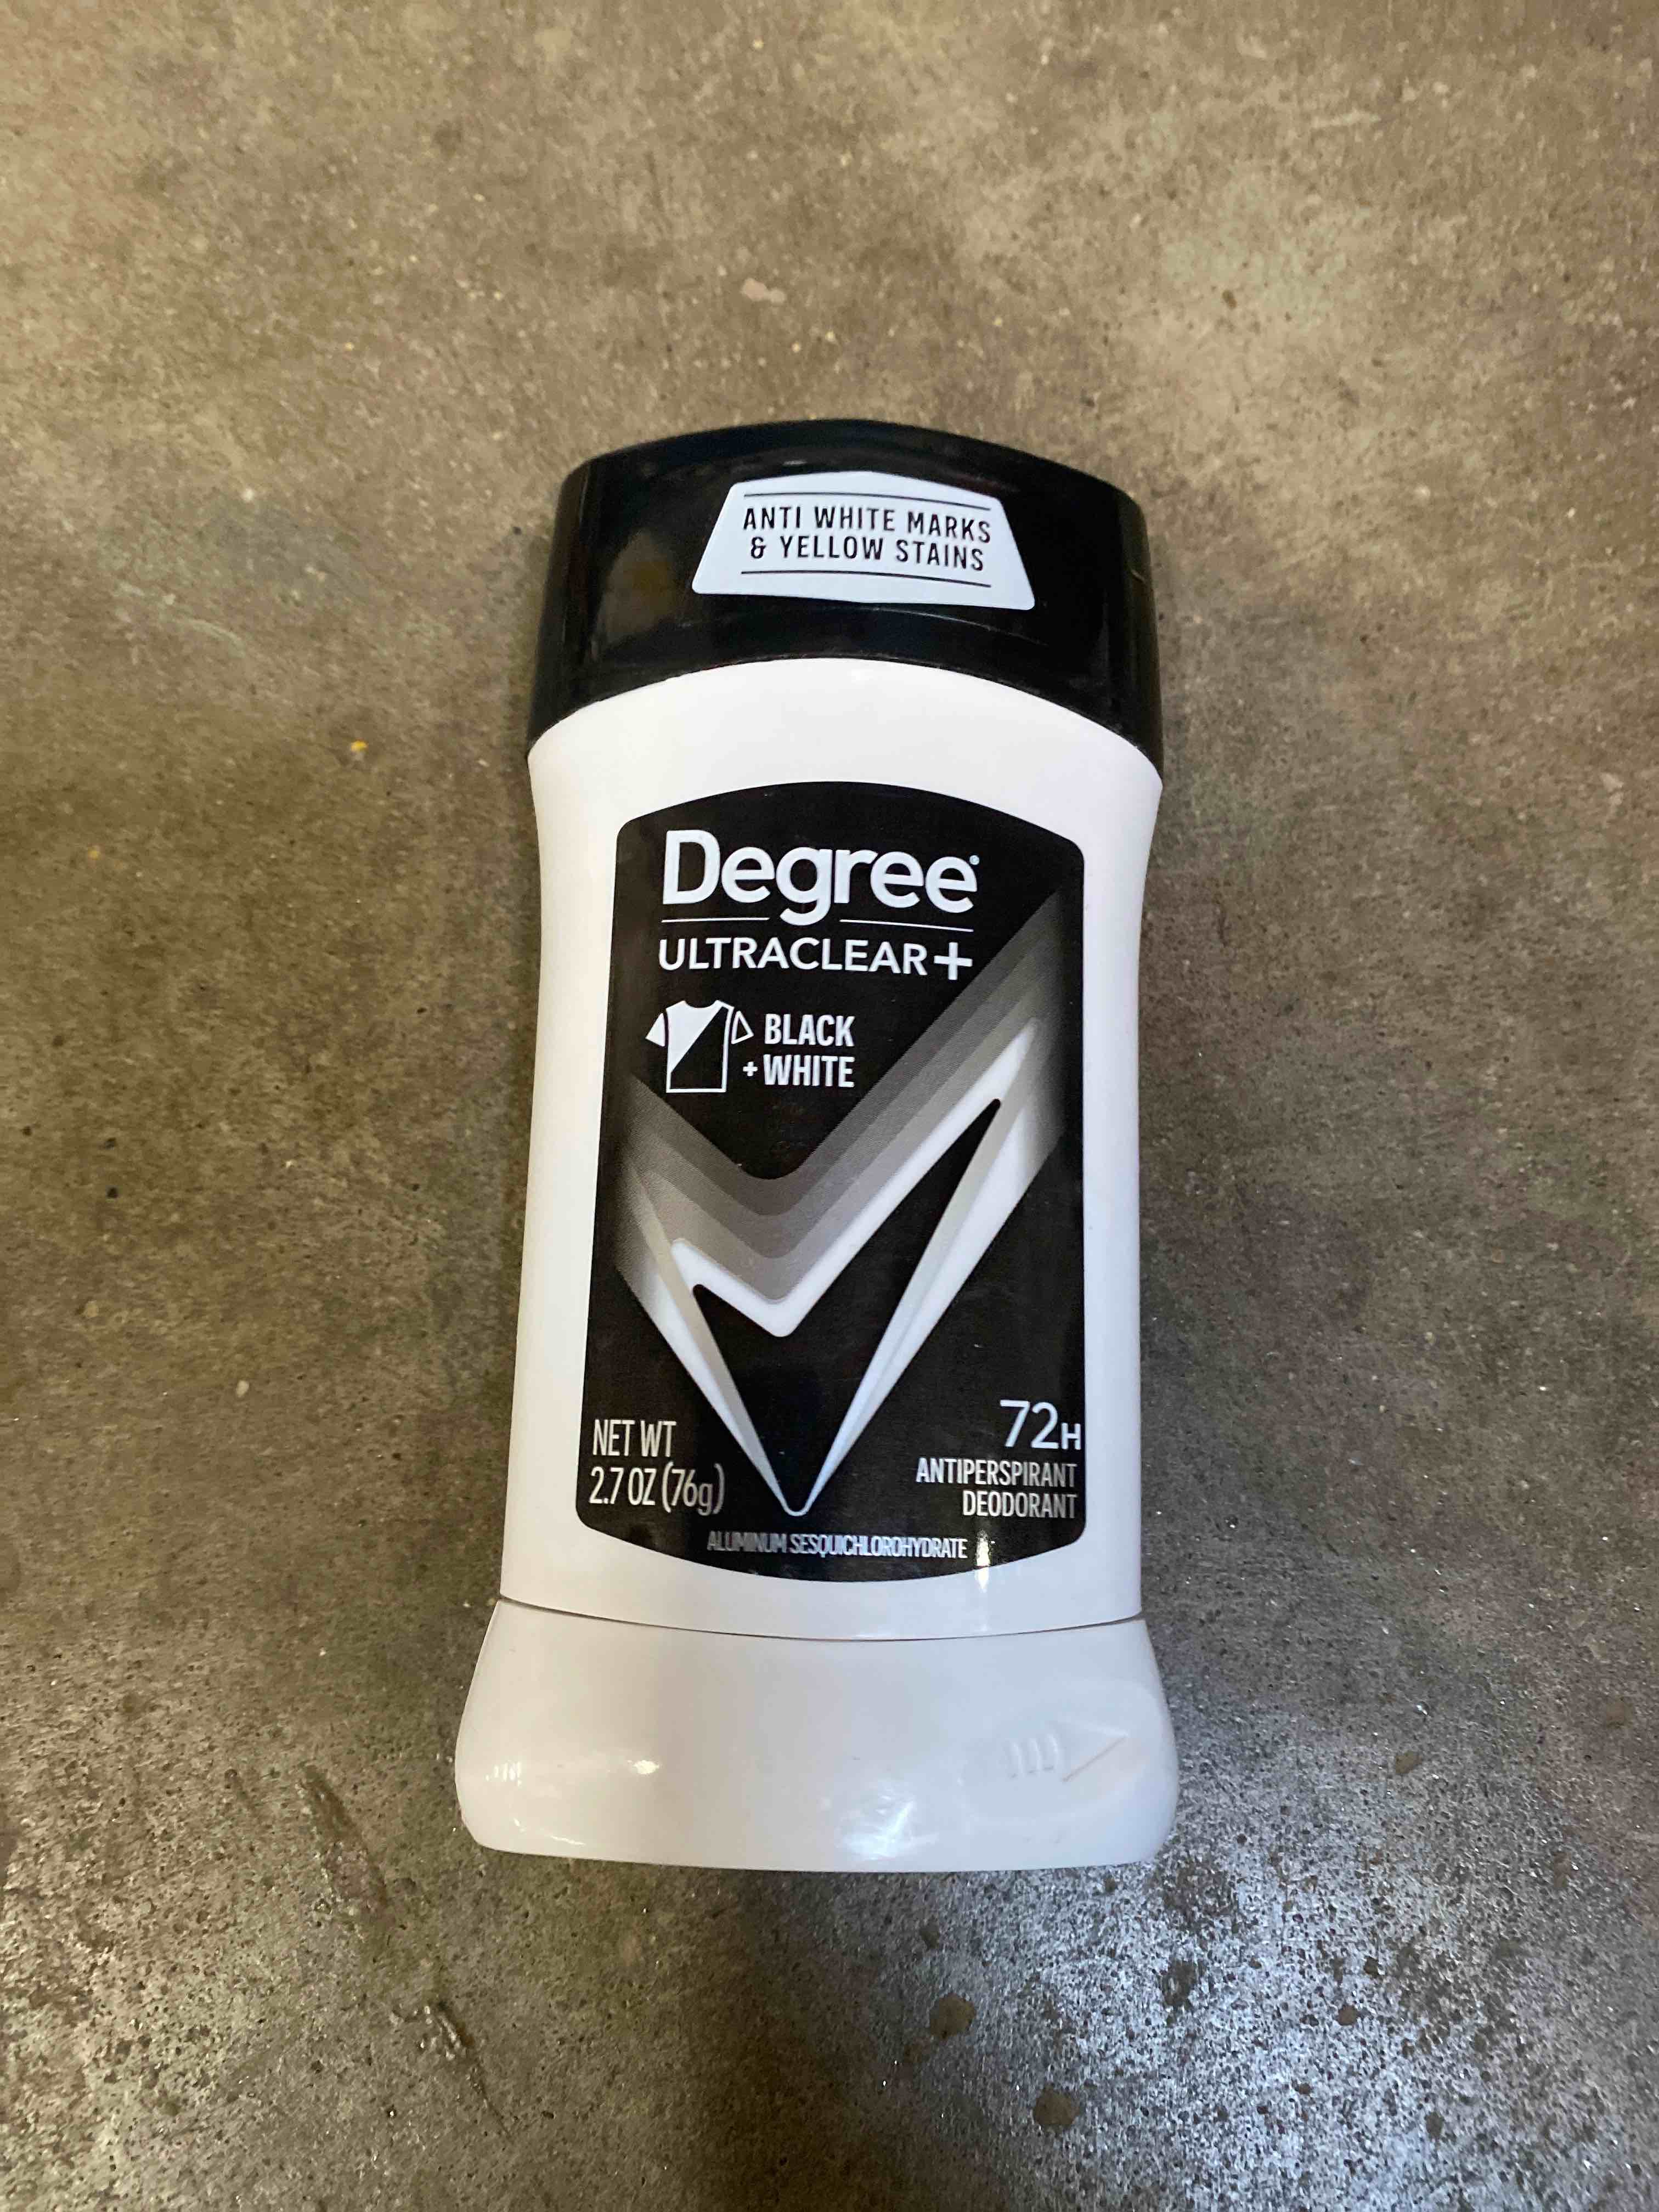 ANTI WHITE MARKS
& YELLOW STAINS
Degree®
ULTRACLEAR+
BLACK
+ WHITE
NET WT
2.7 OZ (76g)
72H
ANTIPERSPIRANT
DEODORANT
ALUMINUM SESQUICHLOROHYDRATE